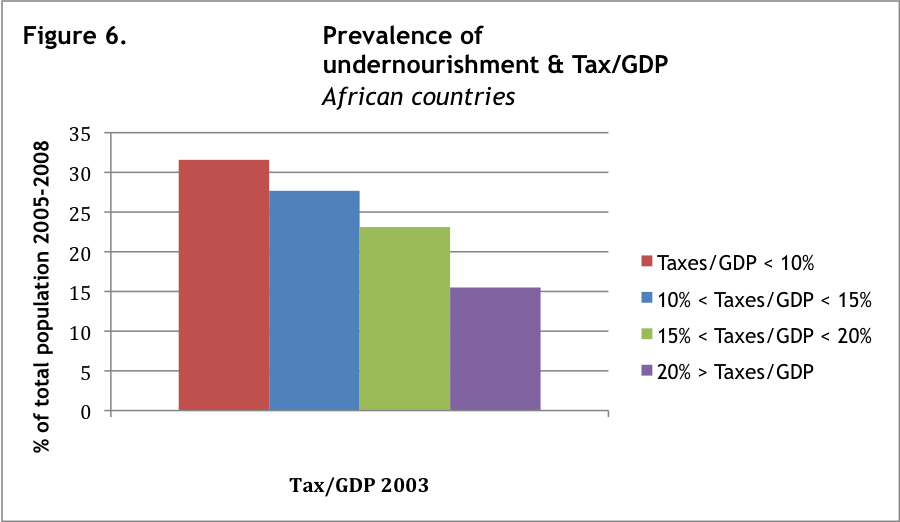 Figure 6.
Prevalence of
undernourishment & Tax/GDP
African countries
% of total population 2005-2008
35
30
25
20
15
10
5
0
Taxes/GDP < 10%
10% < Taxes/GDP < 15%
15% < Taxes/GDP < 20%
20% > Taxes/GDP
Tax/GDP 2003